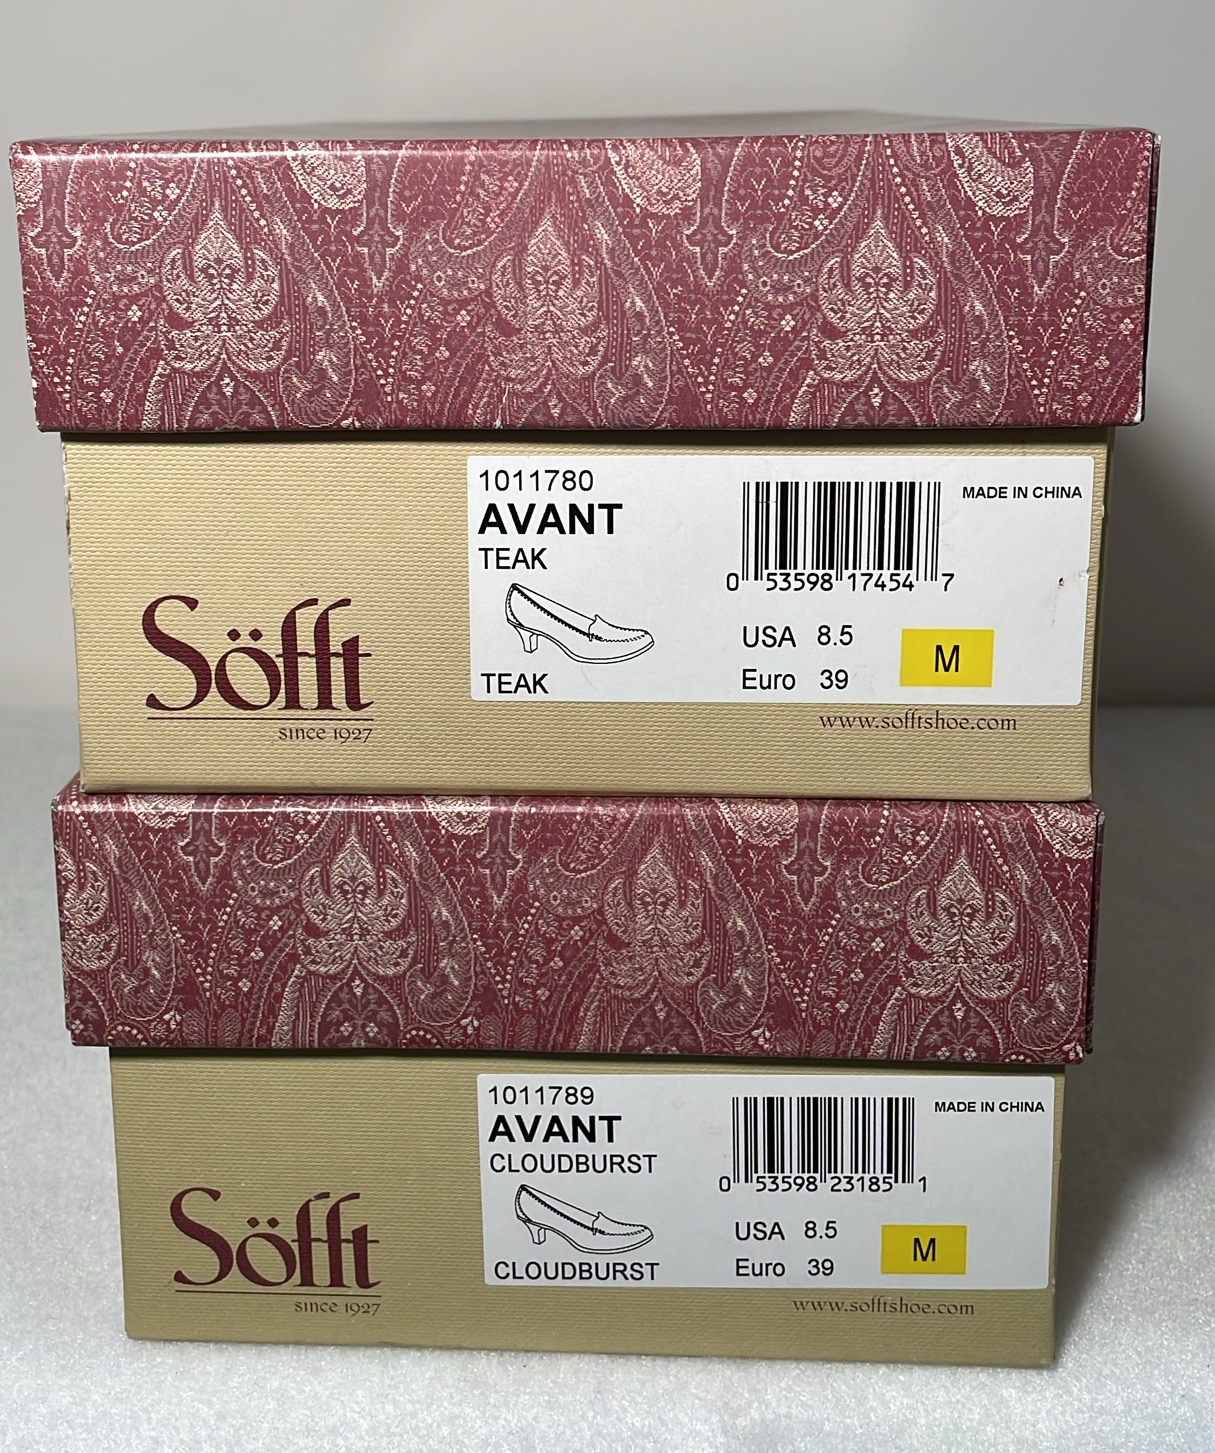 1011780
AVANT
TEAK
TEAK
0 53598 17454 7
MADE IN CHINA
USA 8.5
Euro 39
M
Söfft
since 1927
www.sofftshoe.com
1011789
AVANT
CLOUDBURST
CLOUDBURST
0 53598 23185 1
MADE IN CHINA
USA 8.5
Euro 39
M
Söfft
since 1927
www.sofftshoe.com